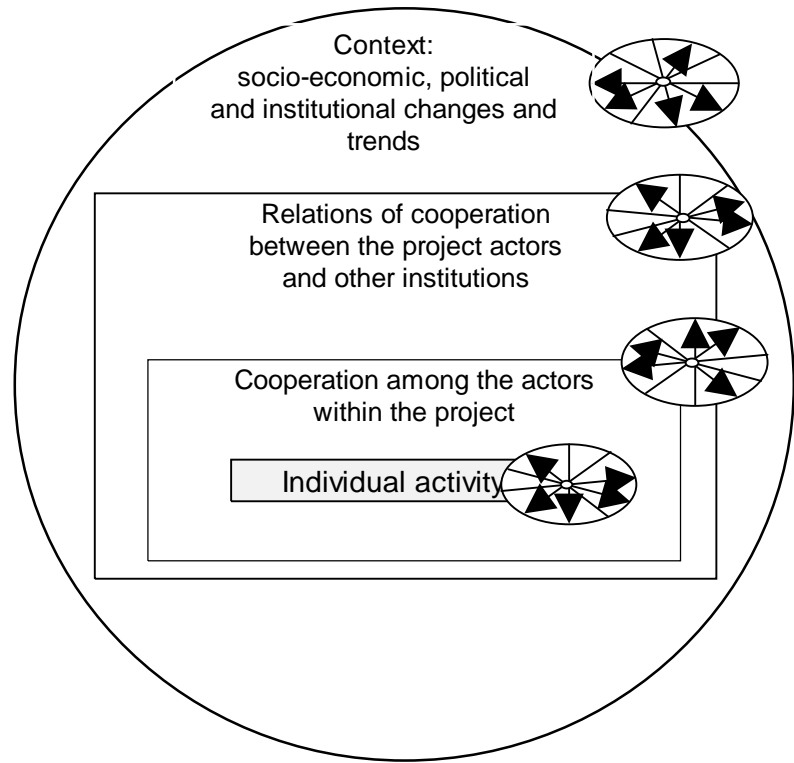 Context:
socio-economic, political
and institutional changes and
trends
Relations of cooperation
between the project actors
and other institutions
Cooperation among the actors
within the project
Individual activity